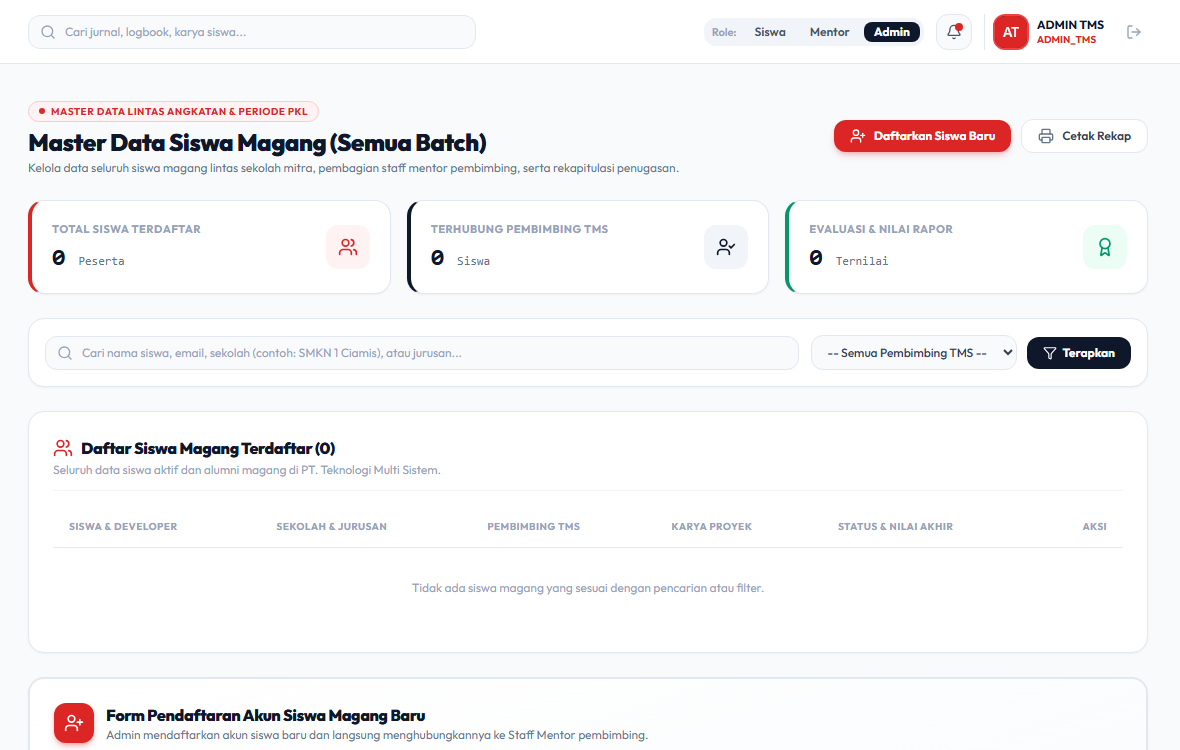 Cari jurnal, logbook, karya siswa...
Role: Siswa Mentor Admin
AT
ADMIN TMS
ADMIN_TMS
MASTER DATA LINTAS ANGKATAN & PERIODE PKL
Master Data Siswa Magang (Semua Batch)
Kelola data seluruh siswa magang lintas sekolah mitra, pembagian staff mentor pembimbing, serta rekapitulasi penugasan.
Daftarkan Siswa Baru
Cetak Rekap
TOTAL SISWA TERDAFTAR
0 Peserta
TERHUBUNG PEMBIMBING TMS
0 Siswa
EVALUASI & NILAI RAPOR
0 Ternilai
Cari nama siswa, email, sekolah (contoh: SMKN 1 Ciamis), atau jurusan...
-- Semua Pembimbing TMS --
Terapkan
Daftar Siswa Magang Terdaftar (0)
Seluruh data siswa aktif dan alumni magang di PT. Teknologi Multi Sistem.
SISWA & DEVELOPER SEKOLAH & JURUSAN PEMBIMBING TMS KARYA PROYEK STATUS & NILAI AKHIR AKSI
Tidak ada siswa magang yang sesuai dengan pencarian atau filter.
Form Pendaftaran Akun Siswa Magang Baru
Admin mendaftarkan akun siswa baru dan langsung menghubungkannya ke Staff Mentor pembimbing.